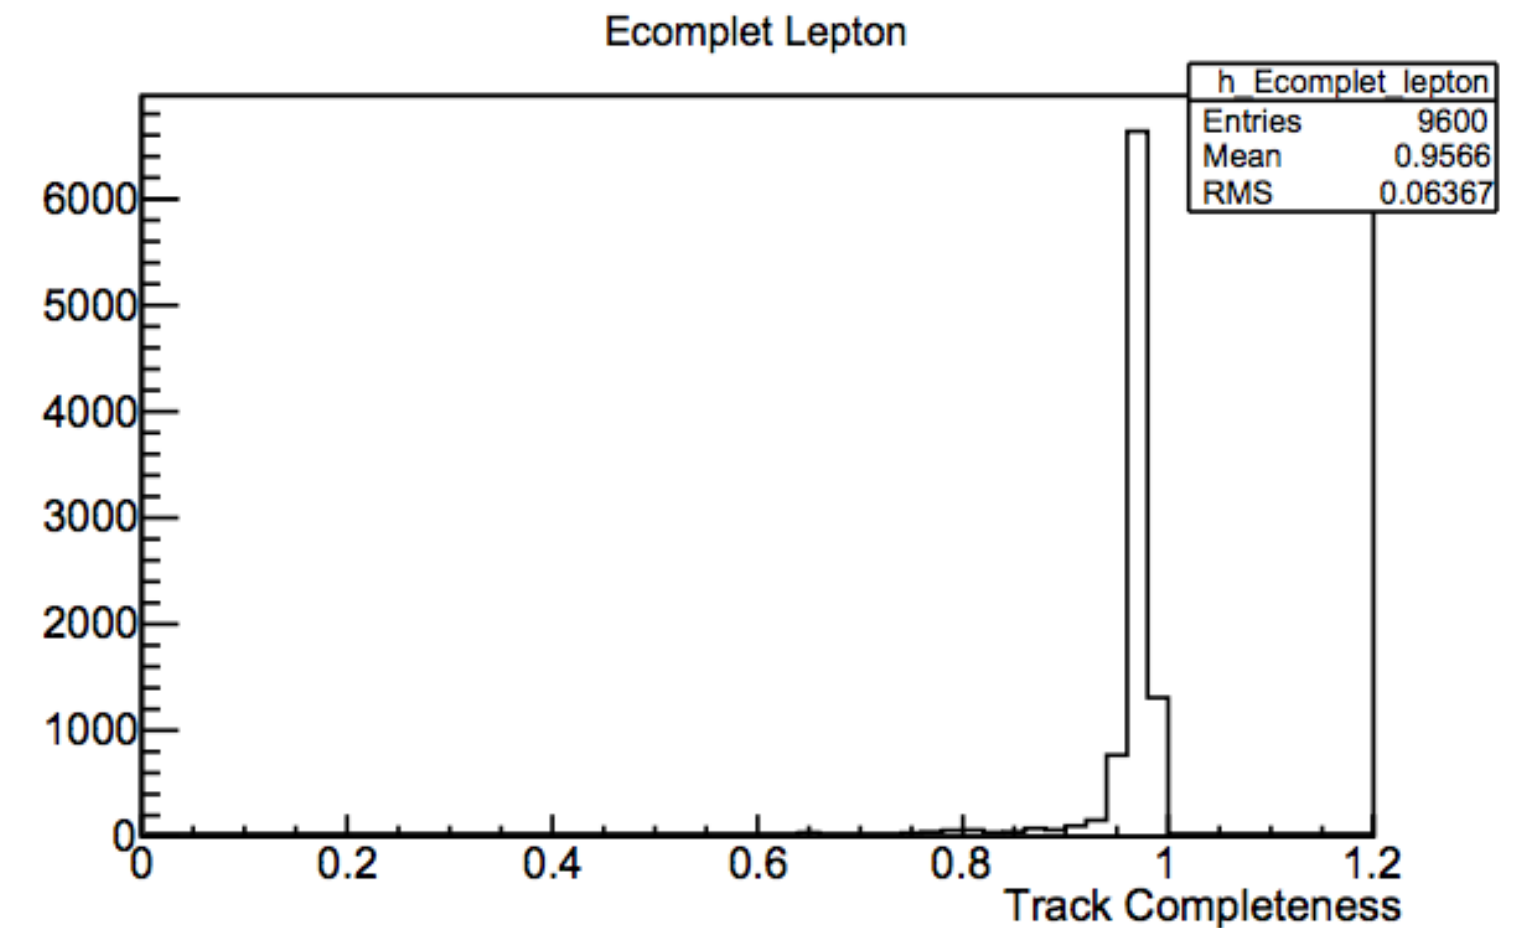 Ecomplet Lepton
h_Ecomplet_lepton
Entries 9600
Mean 0.9566
RMS 0.06367
6000
5000
4000
3000
2000
1000
0
0 0.2 0.4 0.6 0.8 1 1.2
Track Completeness